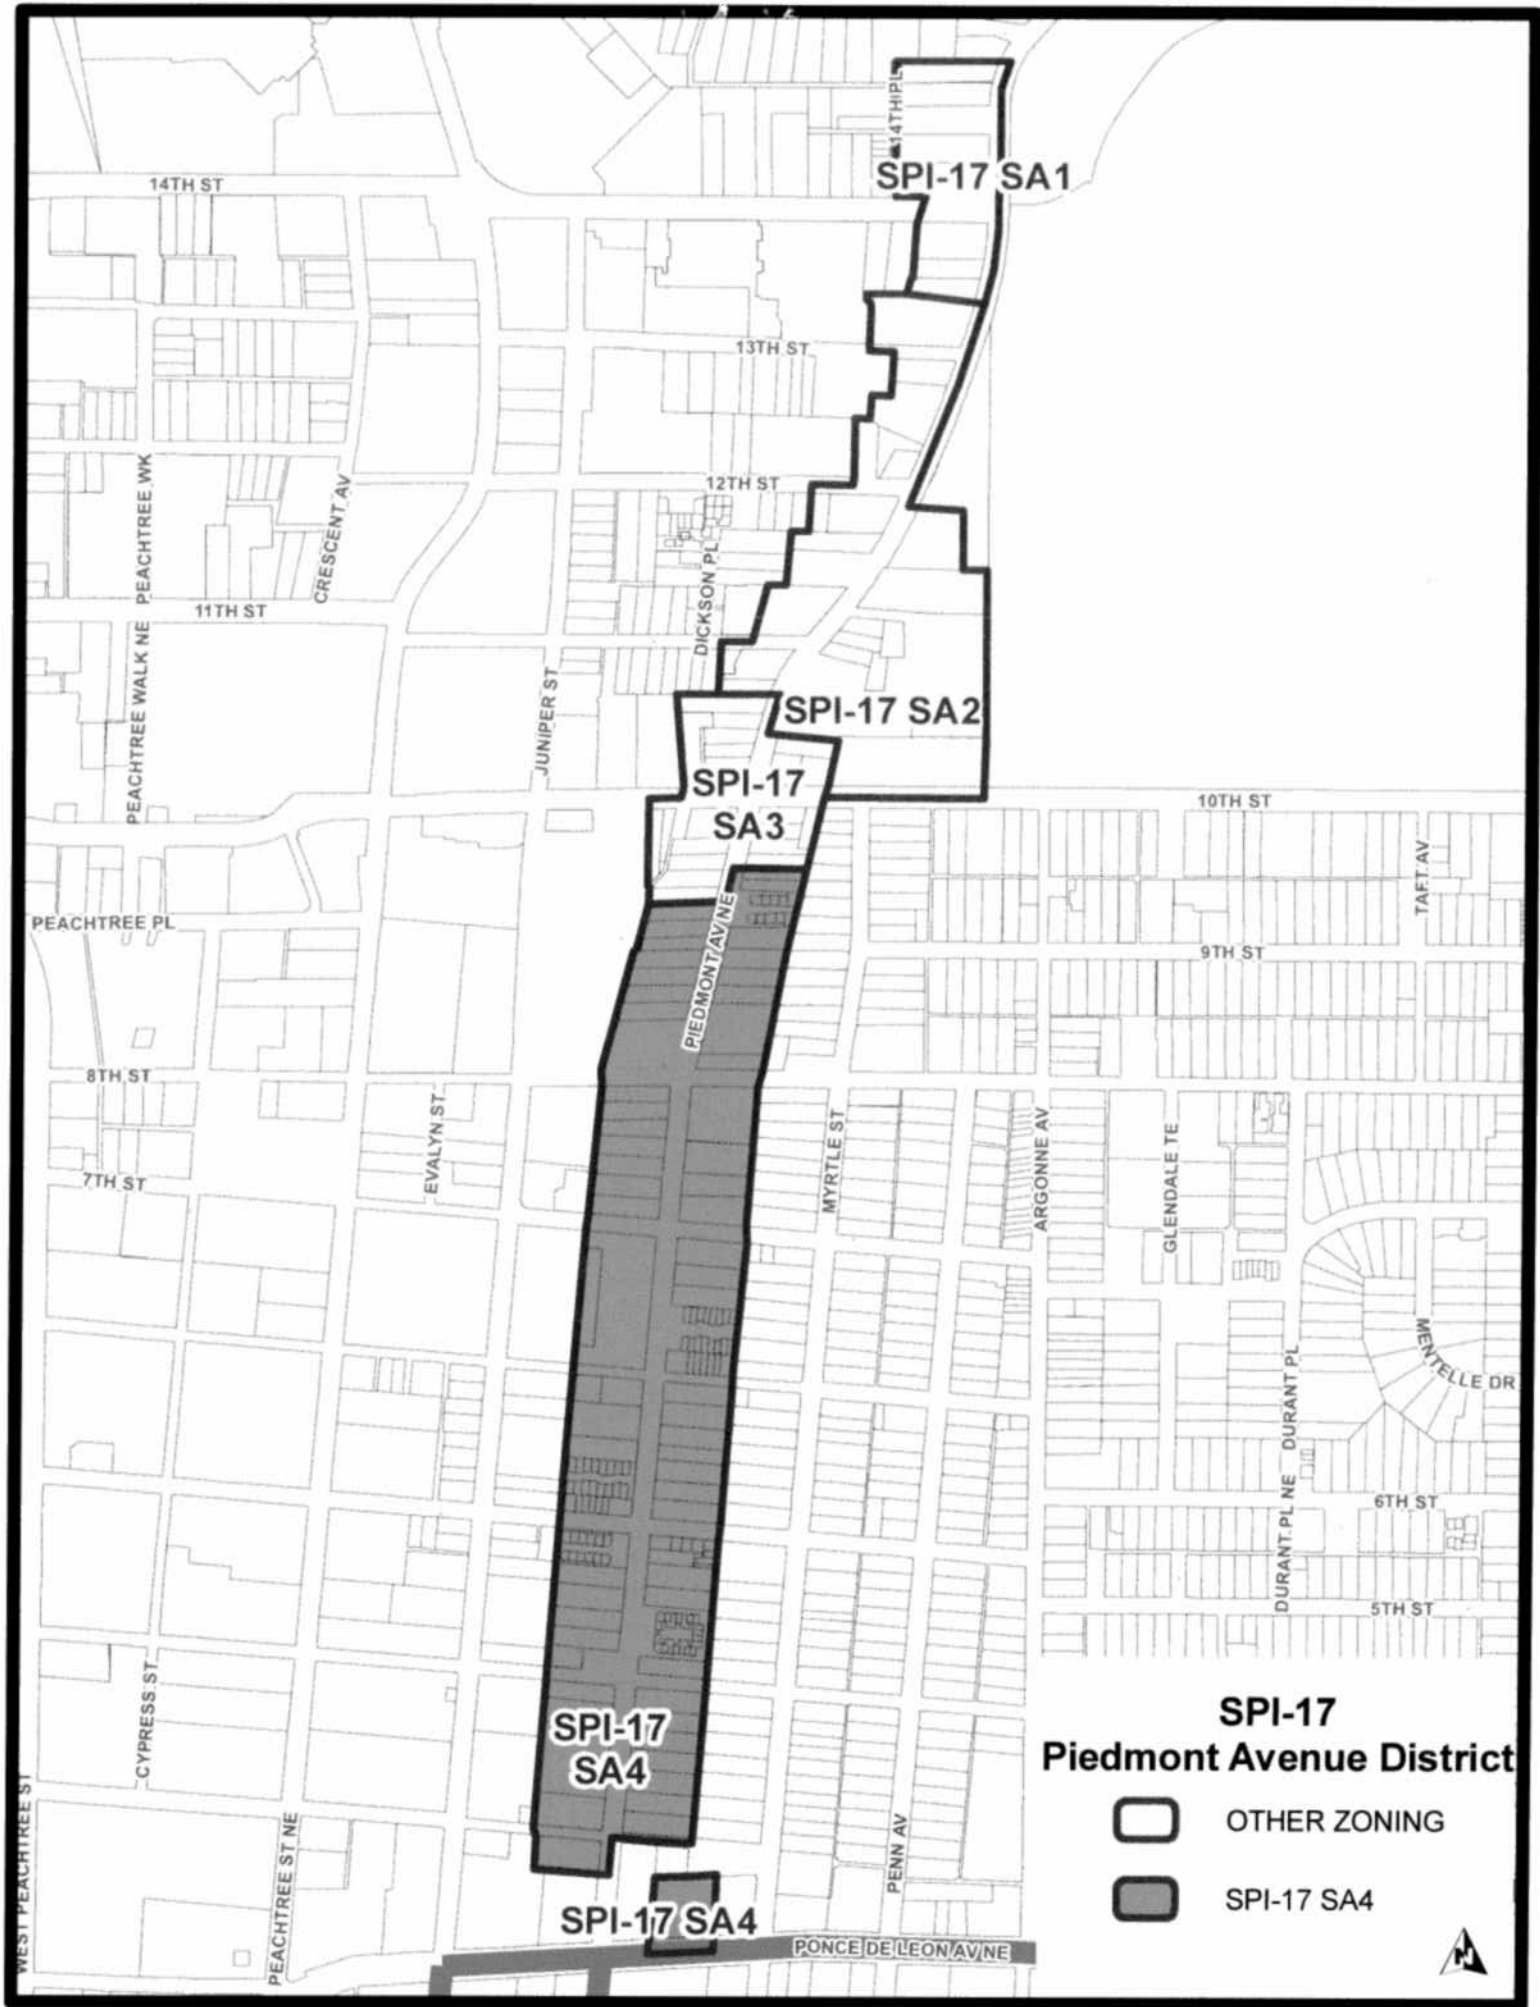 14THPL
SPI-17 SA1
14TH ST
13TH ST
12TH ST
PEACHTREE WK
CRESCENT AV
DICKSON PL
11TH ST
PEACHTREE WALK NE
JUNIPER ST
SPI-17 SA2
SPI-17
SA3
10TH ST
TAFT AV
PEACHTREE PL
PIEDMONT AV NE
9TH ST
8TH ST
EVALYN ST
MYRTLE ST
ARGONNE AV
GLENDALE TE
7TH ST
MENTELLE DR
DURANT PL
6TH ST
DURANT PL NE
5TH ST
CYPRESS ST
SPI-17
SA4
WEST PEACHTREE ST
PEACHTREE ST NE
PENN AV
SPI-17 SA4
PONCE DE LEON AV NE
SPI-17
Piedmont Avenue District
OTHER ZONING
SPI-17 SA4
N